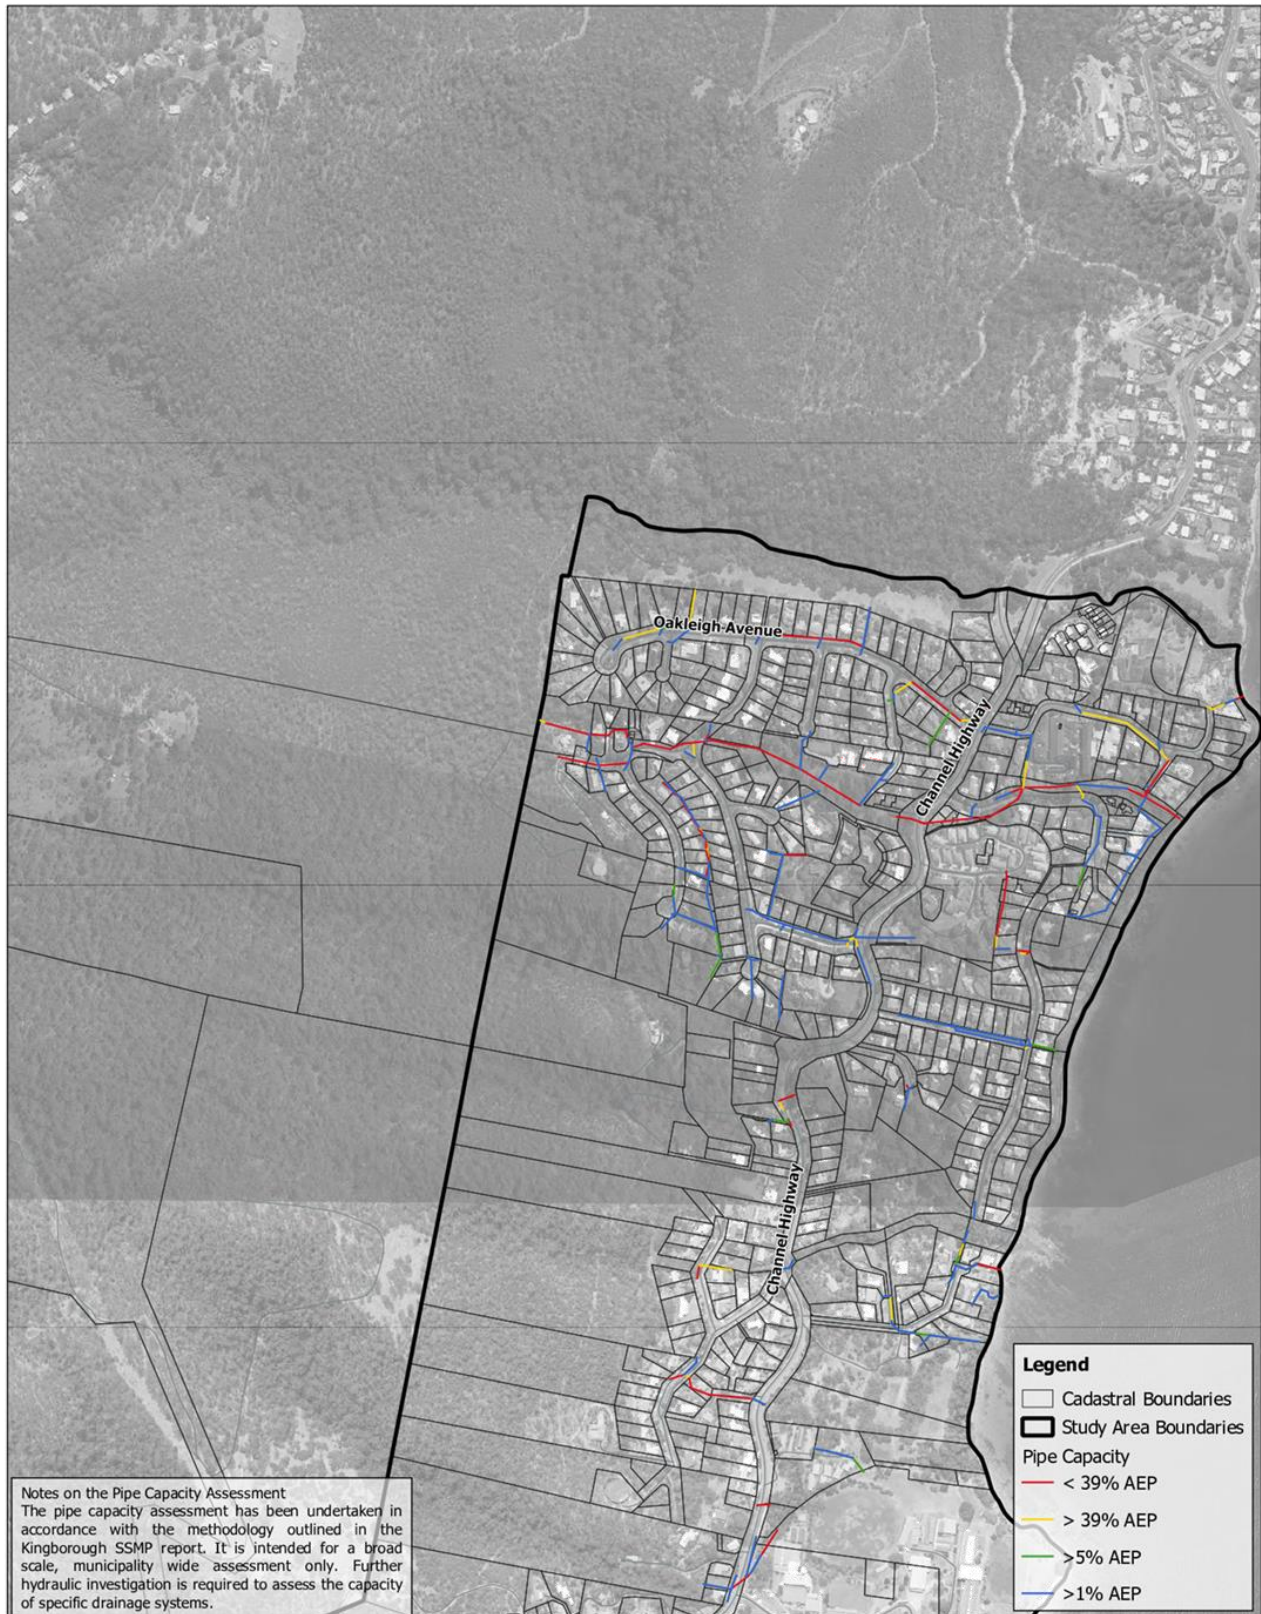 Oakleigh Avenue
Channel Highway
Channel Highway
Legend
Cadastral Boundaries
Study Area Boundaries
Pipe Capacity
< 39% AEP
> 39% AEP
>5% AEP
>1% AEP
Notes on the Pipe Capacity Assessment
The pipe capacity assessment has been undertaken in
accordance with the methodology outlined in the
Kingborough SSMP report. It is intended for a broad
scale, municipality wide assessment only. Further
hydraulic investigation is required to assess the capacity
of specific drainage systems.